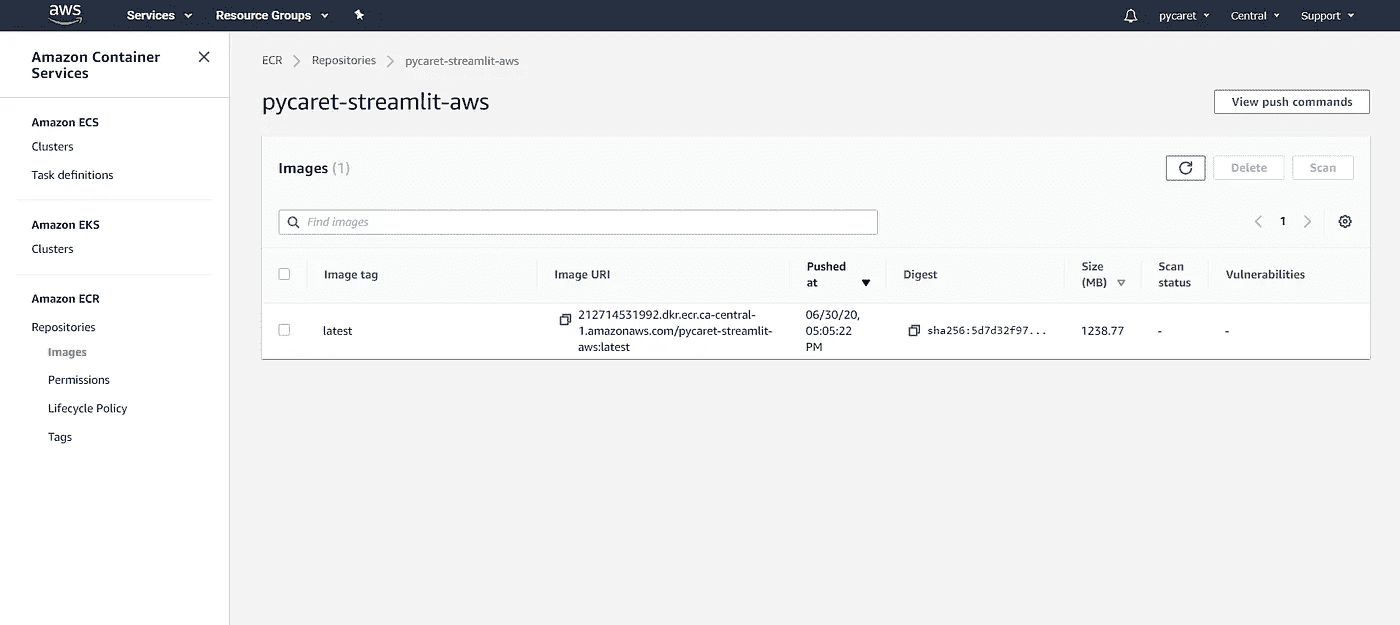 aws Services Resource Groups pycaret Central Support
Amazon Container
Services
Amazon ECS
Clusters
Task definitions
Amazon EKS
Clusters
Amazon ECR
Repositories
Images
Permissions
Lifecycle Policy
Tags
ECR Repositories pycaret-streamlit-aws
pycaret-streamlit-aws
View push commands
Images (1)
Delete Scan
Find images
1
Image tag
Image URI
Pushed
at
Digest
Size
(MB)
Scan
status
Vulnerabilities
latest
212714531992.dkr.ecr.ca-central-
1.amazonaws.com/pycaret-streamlit-
aws:latest
06/30/20,
05:05:22
PM
sha256:5d7d32f97...
1238.77
-
-